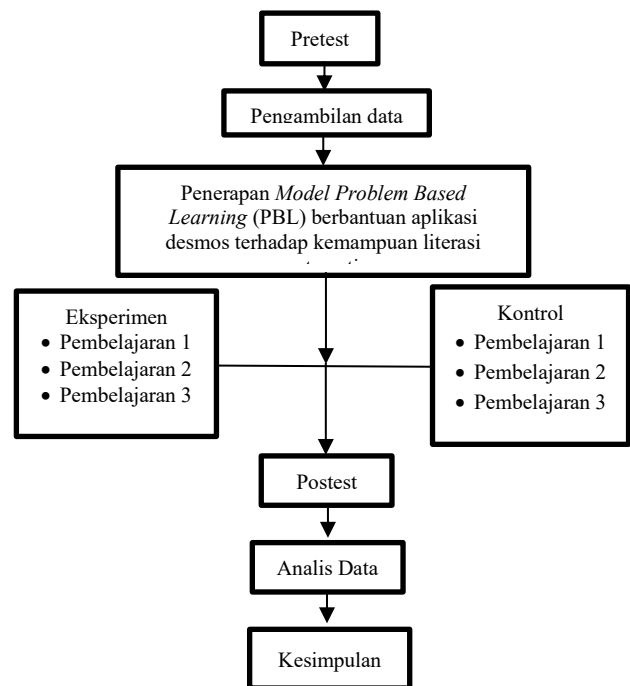 Pretest
Pengambilan data
Penerapan Model Problem Based
Learning (PBL) berbantuan aplikasi
desmos terhadap kemampuan literasi
Eksperimen
• Pembelajaran 1
• Pembelajaran 2
• Pembelajaran 3
Kontrol
• Pembelajaran 1
• Pembelajaran 2
• Pembelajaran 3
Postest
Analis Data
Kesimpulan